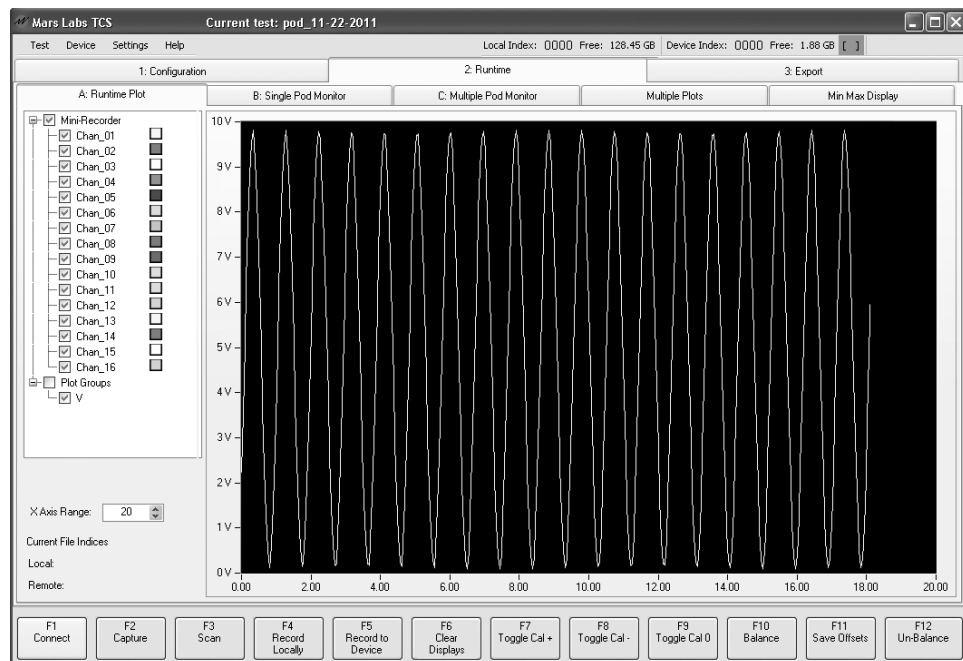 Mars Labs TCS Current test: pod_11-22-2011
Test Device Settings Help Local Index: 0000 Free: 128.45 GB Device Index: 0000 Free: 1.88 GB [ ]
1: Configuration 2: Runtime 3: Export
A: Runtime Plot B: Single Pod Monitor C: Multiple Pod Monitor Multiple Plots Min Max Display
Mini-Recorder
Chan_01
Chan_02
Chan_03
Chan_04
Chan_05
Chan_06
Chan_07
Chan_08
Chan_09
Chan_10
Chan_11
Chan_12
Chan_13
Chan_14
Chan_15
Chan_16
Plot Groups
V
X Axis Range: 20
Current File Indices
Local:
Remote:
10 V
9 V
8 V
7 V
6 V
5 V
4 V
3 V
2 V
1 V
0 V
0.00 2.00 4.00 6.00 8.00 10.00 12.00 14.00 16.00 18.00 20.00
F1 Connect
F2 Capture
F3 Scan
F4 Record Locally
F5 Record to Device
F6 Clear Displays
F7 Toggle Cal +
F8 Toggle Cal -
F9 Toggle Cal 0
F10 Balance
F11 Save Offsets
F12 Un-Balance